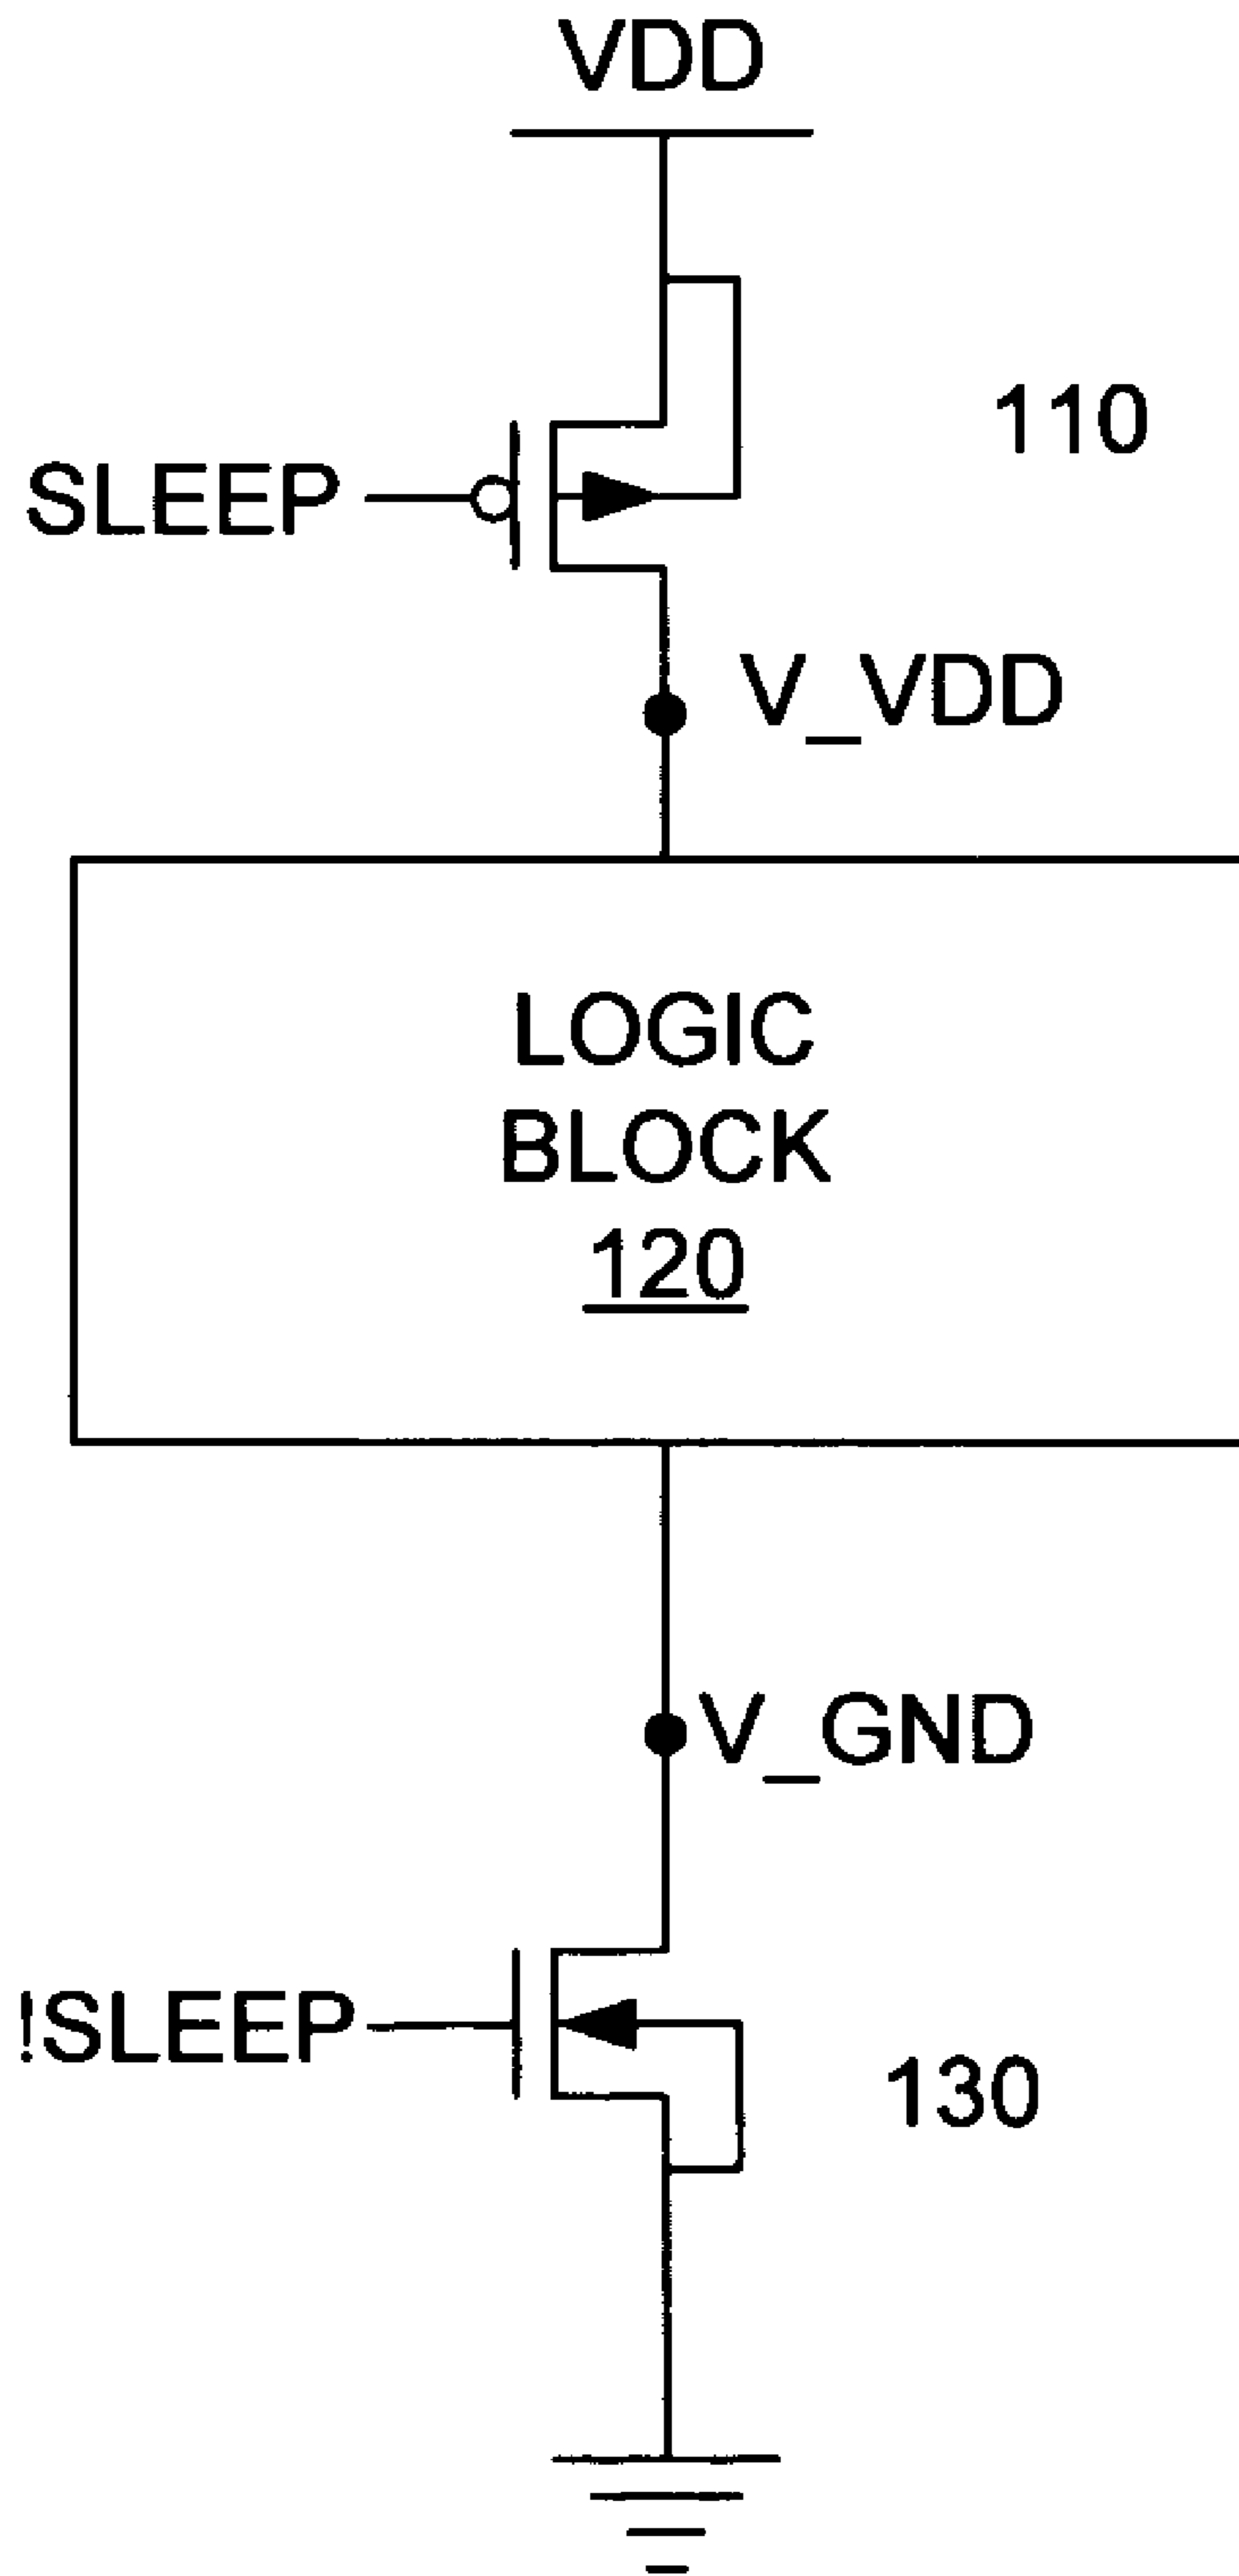 VDD
110
SLEEP
V_VDD
LOGIC
BLOCK
120
V_GND
!SLEEP
130